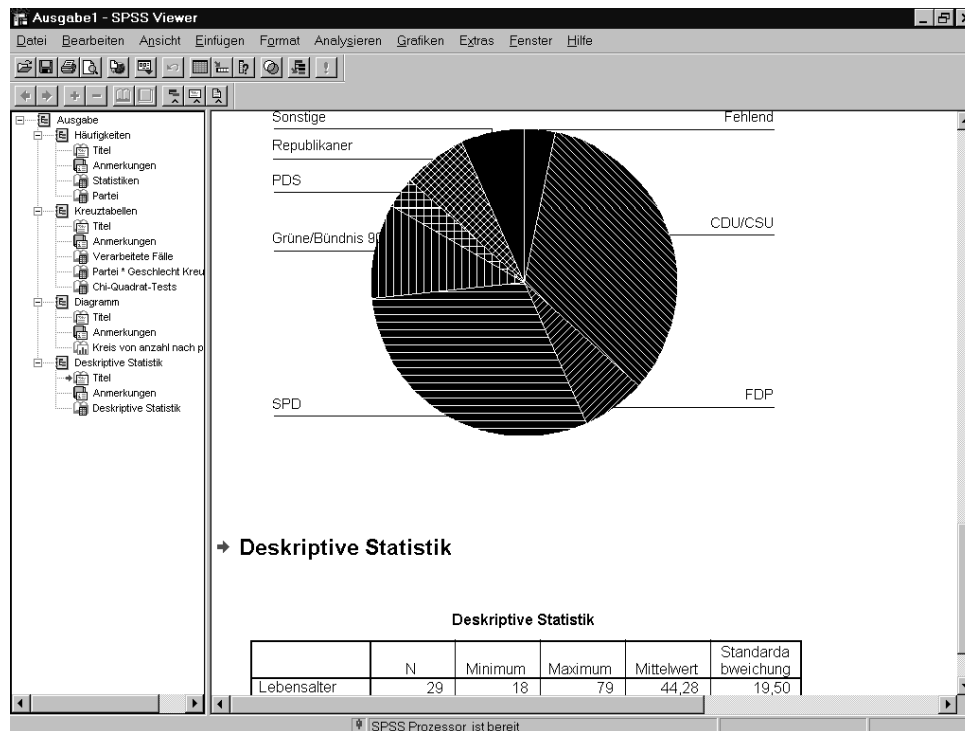 Ausgabe1 - SPSS Viewer
Datei Bearbeiten Ansicht Einfügen Format Analysieren Grafiken Extras Fenster Hilfe
Ausgabe
Häufigkeiten
Titel
Anmerkungen
Statistiken
Partei
Kreuztabellen
Titel
Anmerkungen
Verarbeitete Fälle
Partei * Geschlecht Kreu
Chi-Quadrat-Tests
Diagramm
Titel
Anmerkungen
Kreis von anzahl nach p
Deskriptive Statistik
Titel
Anmerkungen
Deskriptive Statistik
Sonstige
Fehlend
Republikaner
PDS
CDU/CSU
Grüne/Bündnis 90
FDP
SPD
Deskriptive Statistik
Deskriptive Statistik
N Minimum Maximum Mittelwert Standarda
bweichung
Lebensalter 29 18 79 44,28 19,50
SPSS Prozessor ist bereit